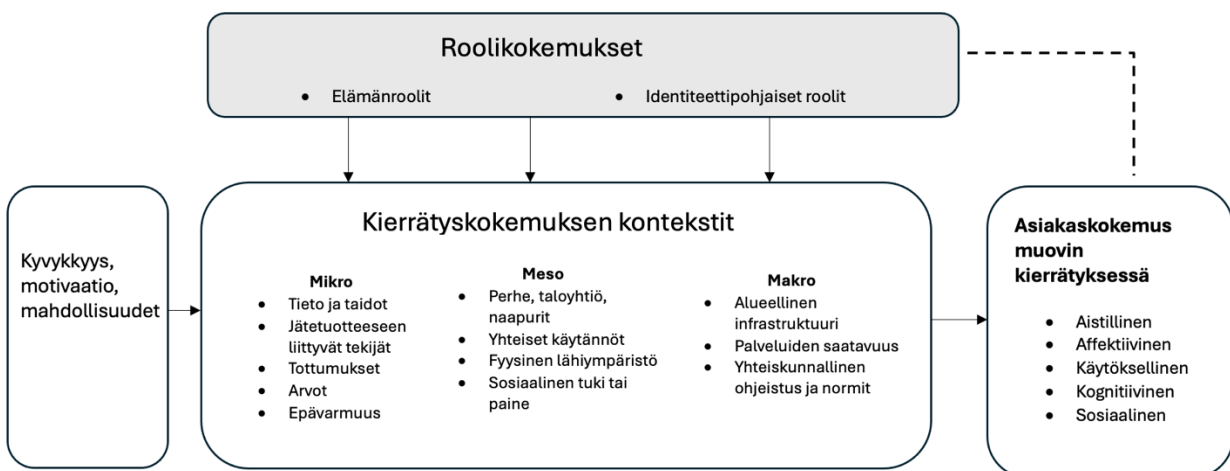 Roolikokemukset
• Elämänroolit
• Identiteettipohjaiset roolit
Kyvykkyys,
motivaatio,
mahdollisuudet
Kierrätyskokemuksen kontekstit
Mikro
• Tieto ja taidot
• Jätetuotteeseen
liittyvät tekijät
• Tottumukset
• Arvot
• Epävarmuus
Meso
• Perhe, taloyhtiö,
naapurit
• Yhteiset käytännöt
• Fyysinen lähiympäristö
• Sosiaalinen tuki tai
paine
Makro
• Alueellinen
infrastruktuuri
• Palveluiden saatavuus
• Yhteiskunnallinen
ohjeistus ja normit
Asiakaskokemus
muovin
kierrätyksessä
• Aistillinen
• Affektiivinen
• Käytöksellinen
• Kognitiivinen
• Sosiaalinen